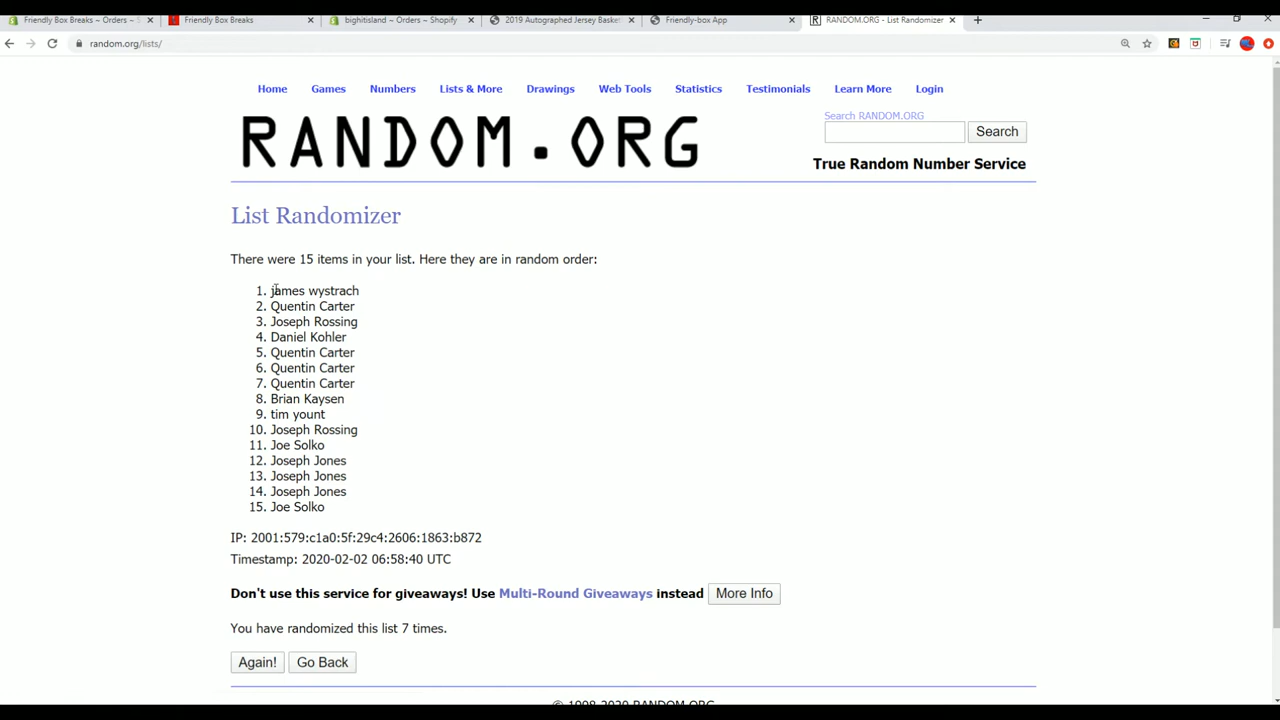 Friendly Box Breaks ~ Orders ~ S
Friendly Box Breaks
bighitisland ~ Orders ~ Shopify
2019 Autographed Jersey Basket
Friendly-box App
RANDOM.ORG - List Randomizer
random.org/lists/
Home Games Numbers Lists & More Drawings Web Tools Statistics Testimonials Learn More Login
Search RANDOM.ORG
RANDOM.ORG
Search
True Random Number Service
List Randomizer
There were 15 items in your list. Here they are in random order:
1. james wystrach
2. Quentin Carter
3. Joseph Rossing
4. Daniel Kohler
5. Quentin Carter
6. Quentin Carter
7. Quentin Carter
8. Brian Kaysen
9. tim yount
10. Joseph Rossing
11. Joe Solko
12. Joseph Jones
13. Joseph Jones
14. Joseph Jones
15. Joe Solko
IP: 2001:579:c1a0:5f:29c4:2606:1863:b872
Timestamp: 2020-02-02 06:58:40 UTC
Don't use this service for giveaways! Use Multi-Round Giveaways instead More Info
You have randomized this list 7 times.
Again! Go Back
© 1998-2020 RANDOM.ORG